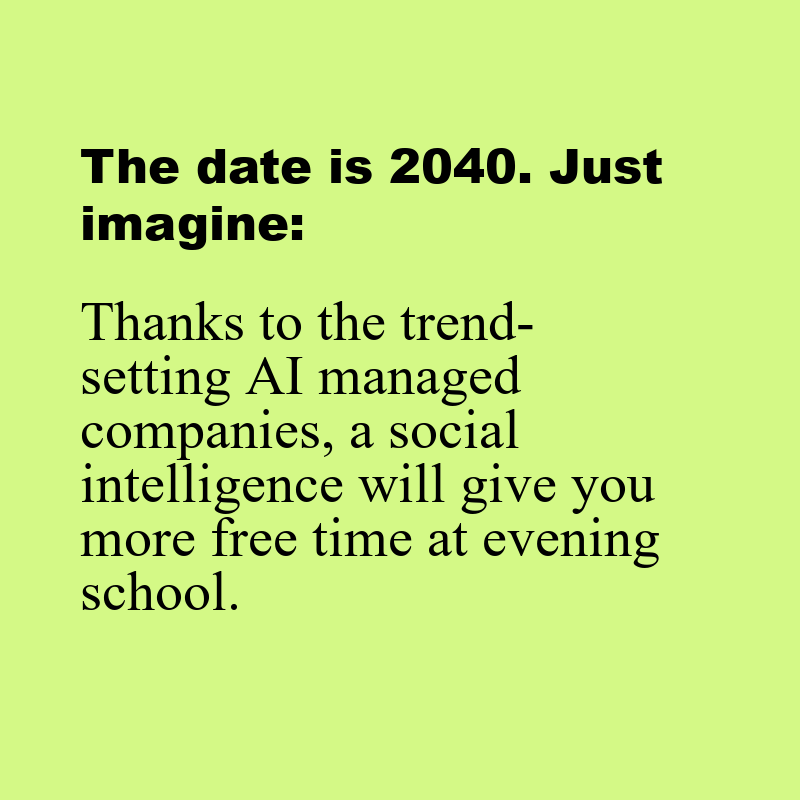 The date is 2040. Just
imagine:
Thanks to the trend-
setting AI managed
companies, a social
intelligence will give you
more free time at evening
school.